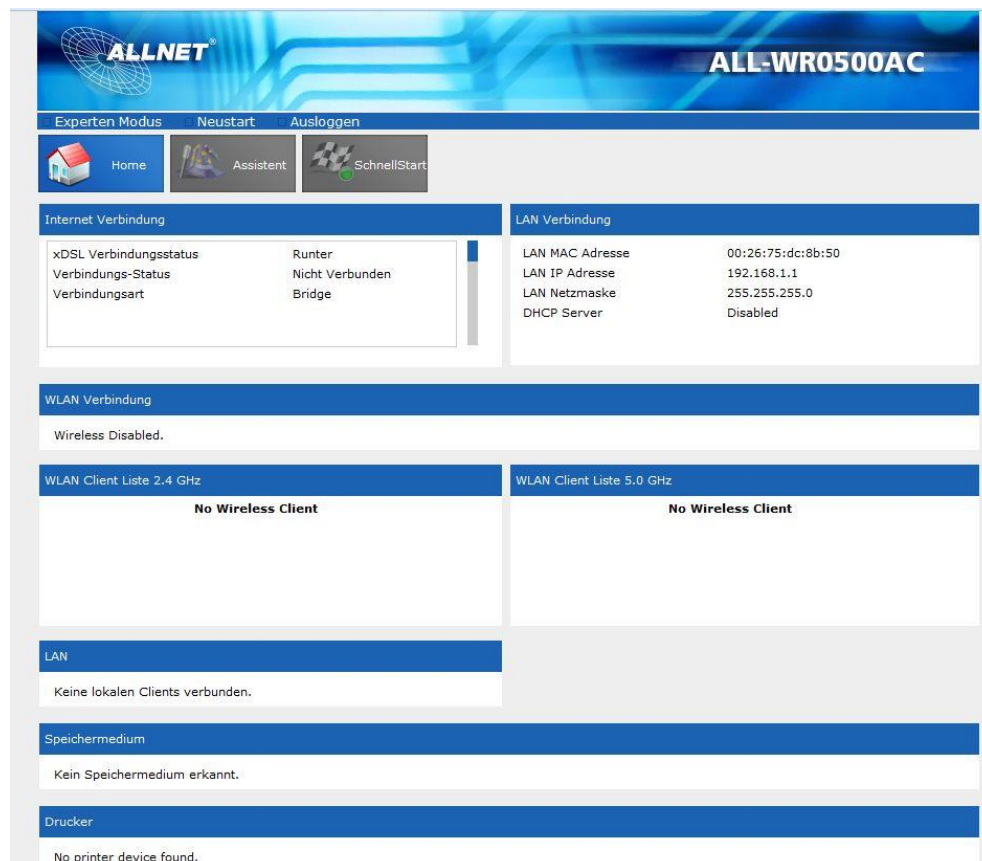 ALLNET®
ALL-WR0500AC
Experten Modus Neustart Ausloggen
Home Assistent SchnellStart
Internet Verbindung
xDSL Verbindungsstatus Runter
Verbindungs-Status Nicht Verbunden
Verbindungsart Bridge
LAN Verbindung
LAN MAC Adresse 00:26:75:dc:8b:50
LAN IP Adresse 192.168.1.1
LAN Netzmaske 255.255.255.0
DHCP Server Disabled
WLAN Verbindung
Wireless Disabled.
WLAN Client Liste 2.4 GHz
No Wireless Client
WLAN Client Liste 5.0 GHz
No Wireless Client
LAN
Keine lokalen Clients verbunden.
Speichermedium
Kein Speichermedium erkannt.
Drucker
No printer device found.